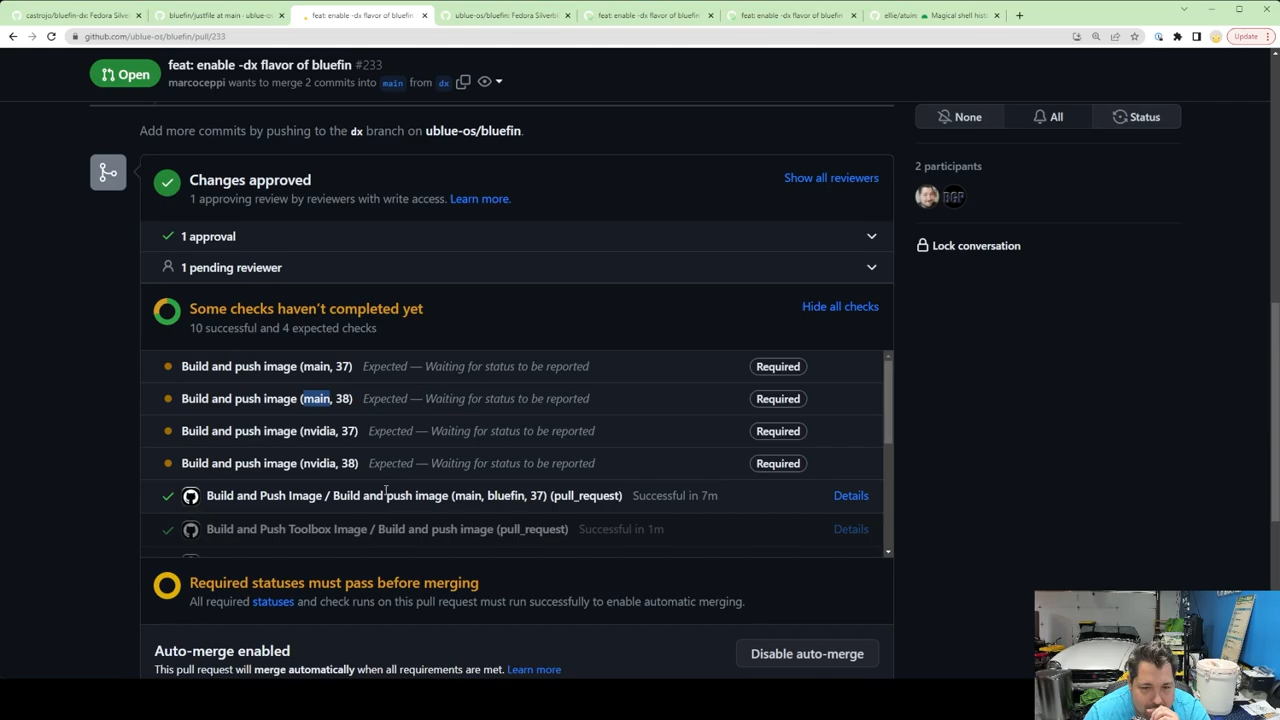 castrojo/bluefin-dx: Fedora Silver
bluefin/justfile at main · ublue-os
feat: enable -dx flavor of bluefin
ublue-os/bluefin: Fedora Silverbl
feat: enable -dx flavor of bluefin
feat: enable -dx flavor of bluefin
ellie/atuin: Magical shell hist
github.com/ublue-os/bluefin/pull/233
Update
Open
feat: enable -dx flavor of bluefin #233
marcoceppi wants to merge 2 commits into main from dx
None
All
Status
Add more commits by pushing to the dx branch on ublue-os/bluefin.
2 participants
BGP
Lock conversation
Changes approved
Show all reviewers
1 approving review by reviewers with write access. Learn more.
1 approval
1 pending reviewer
Some checks haven't completed yet
Hide all checks
10 successful and 4 expected checks
Build and push image (main, 37) Expected — Waiting for status to be reported Required
Build and push image (main, 38) Expected — Waiting for status to be reported Required
Build and push image (nvidia, 37) Expected — Waiting for status to be reported Required
Build and push image (nvidia, 38) Expected — Waiting for status to be reported Required
Build and Push Image / Build and push image (main, bluefin, 37) (pull_request) Successful in 7m Details
Build and Push Toolbox Image / Build and push image (pull_request) Successful in 1m Details
Required statuses must pass before merging
All required statuses and check runs on this pull request must run successfully to enable automatic merging.
Auto-merge enabled
Disable auto-merge
This pull request will merge automatically when all requirements are met. Learn more